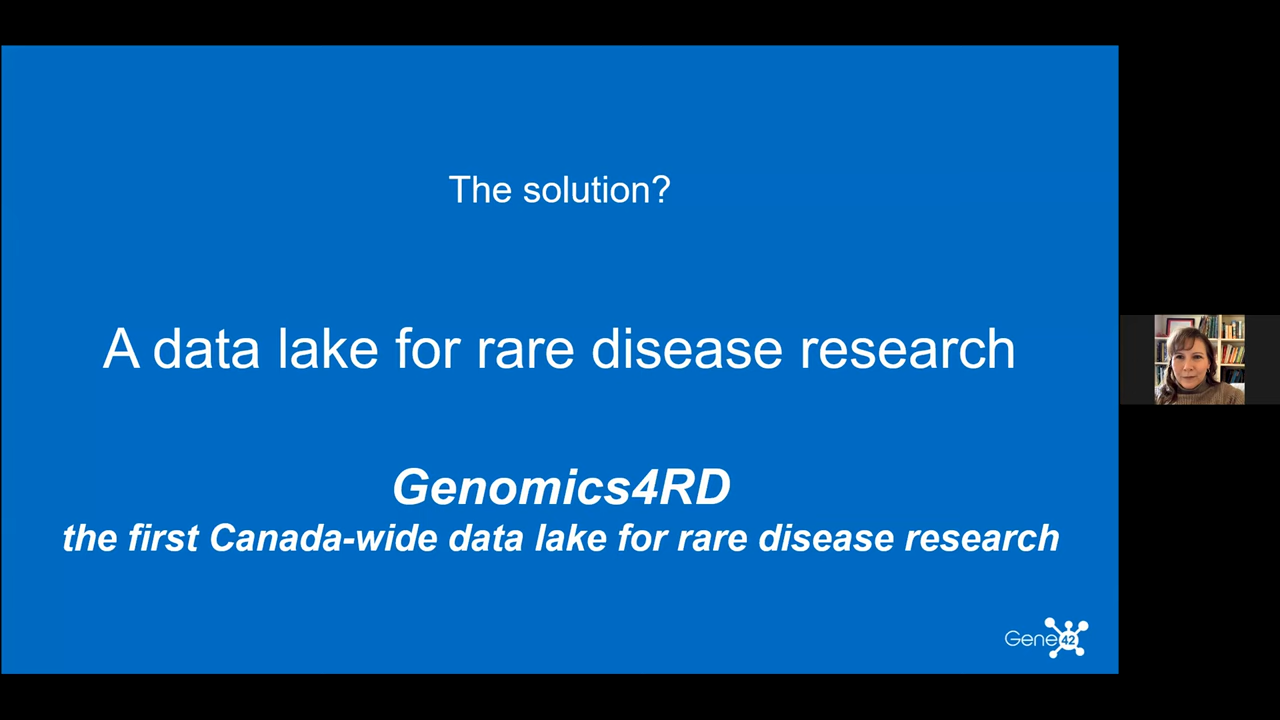 The solution?
A data lake for rare disease research
Genomics4RD
the first Canada-wide data lake for rare disease research
Gene42